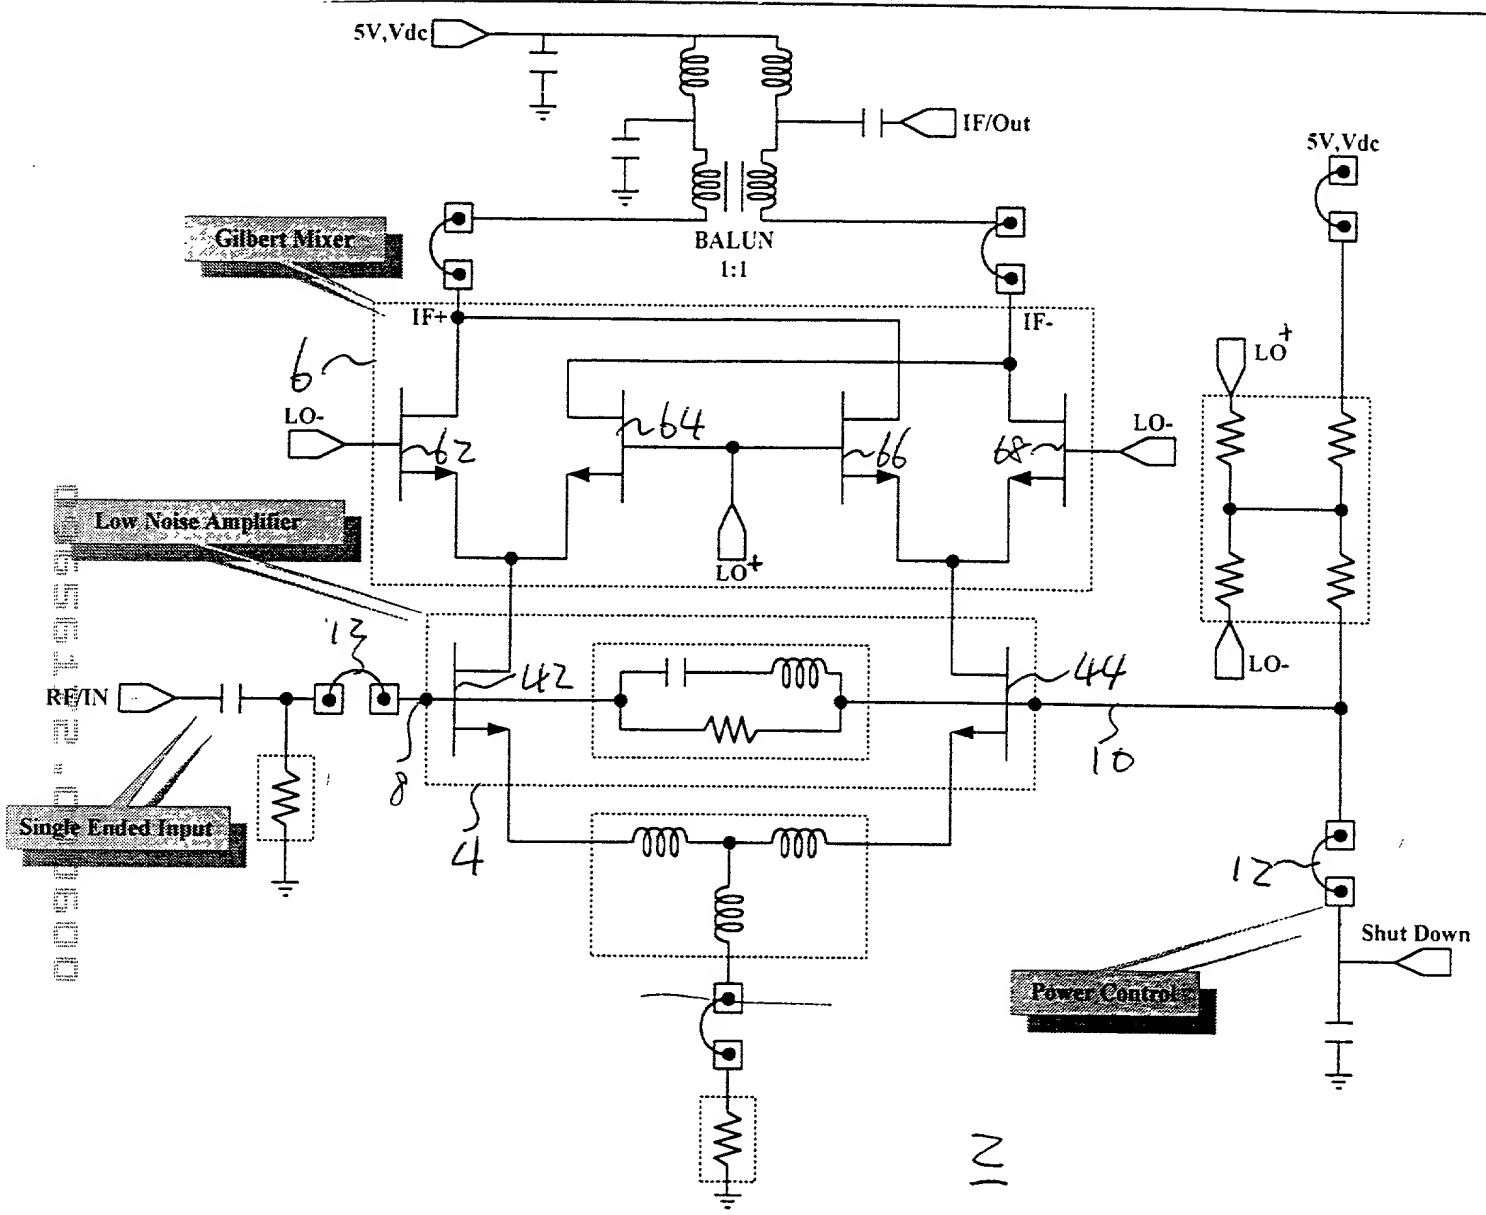 5V,Vdc
IF/Out
5V,Vdc
Gilbert Mixer
BALUN
1:1
IF+
IF-
6
LO+
LO-
62
64
66
68
LO-
Low Noise Amplifier
LO+
13
LO-
RF/IN
42
44
8
10
Single Ended Input
4
12
Shut Down
Power Control
2